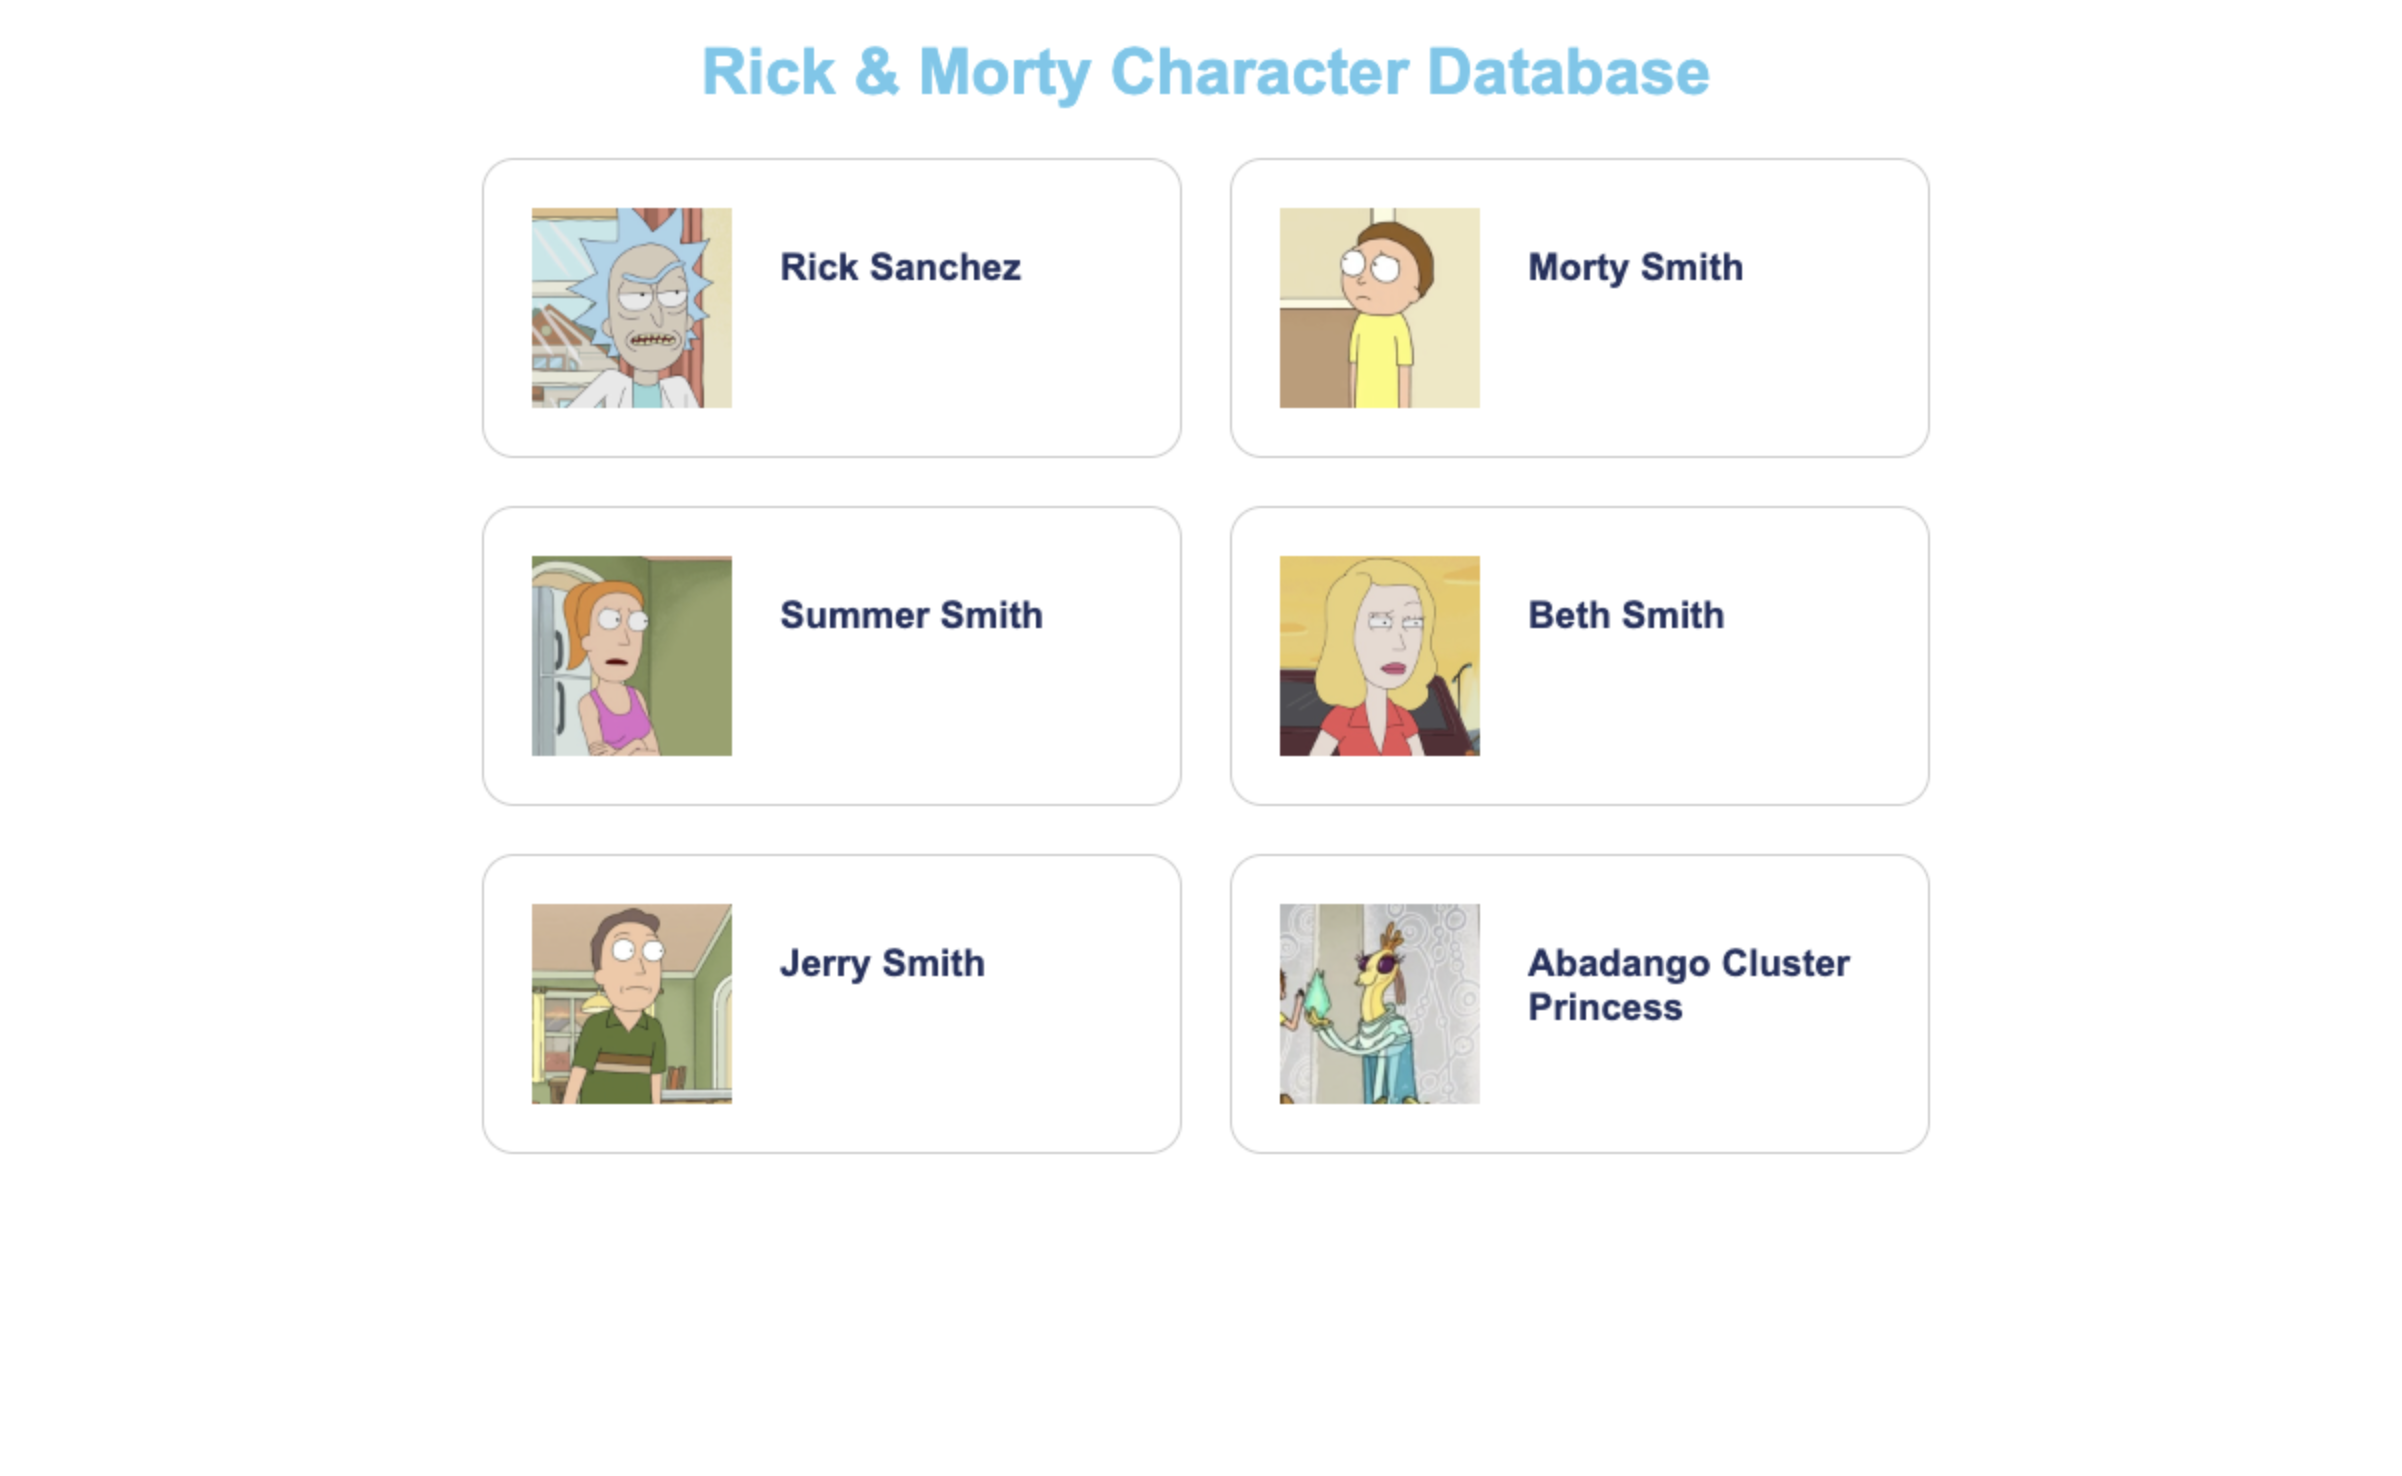 Rick & Morty Character Database
Rick Sanchez
Morty Smith
Summer Smith
Beth Smith
Jerry Smith
Abadango Cluster
Princess